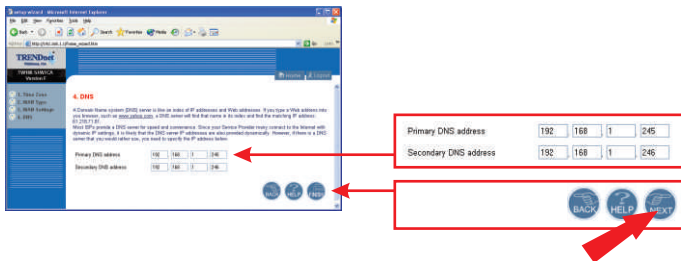 setup wizard - Microsoft Internet Explorer
File Edit View Favorites Tools Help
Back Search Favorites Media
TRENDnet
TW100-S4W1CA
Home Logout
1. Time Zone
2. WAN Type
3. WAN Settings
4. DNS
4. DNS
A Domain Name system (DNS) server is like an index of IP addresses and Web addresses. If you type a Web address into
you browser, such as www.yahoo.com, a DNS server will find that name in its index and find the matching IP address:
Most ISPs provide a DNS server for speed and convenience. Since your Service Provider many connect to the Internet with
dynamic IP settings, it is likely that the DNS server IP addresses are also provided dynamically. However, if there is a DNS
server that you would rather use, you need to specify the IP address below.
Primary DNS address 192 168 1 245
Secondary DNS address 192 168 1 246
BACK HELP FINISH
Primary DNS address 192 . 168 . 1 . 245
Secondary DNS address 192 . 168 . 1 . 246
BACK HELP NEXT